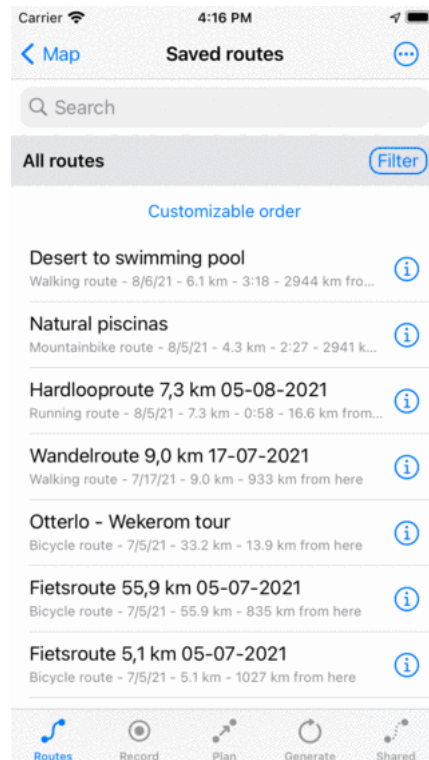 Carrier 4:16 PM
Map Saved routes
Search
All routes Filter
Customizable order
Desert to swimming pool
Walking route - 8/6/21 - 6.1 km - 3:18 - 2944 km fro...
Natural piscinas
Mountainbike route - 8/5/21 - 4.3 km - 2:27 - 2941 k...
Hardlooproute 7,3 km 05-08-2021
Running route - 8/5/21 - 7.3 km - 0:58 - 16.6 km from...
Wandelroute 9,0 km 17-07-2021
Walking route - 7/17/21 - 9.0 km - 933 km from here
Otterlo - Wekerom tour
Bicycle route - 7/5/21 - 33.2 km - 13.9 km from here
Fietsroute 55,9 km 05-07-2021
Bicycle route - 7/5/21 - 55.9 km - 835 km from here
Fietsroute 5,1 km 05-07-2021
Bicycle route - 7/5/21 - 5.1 km - 1027 km from here
Routes Record Plan Generate Shared